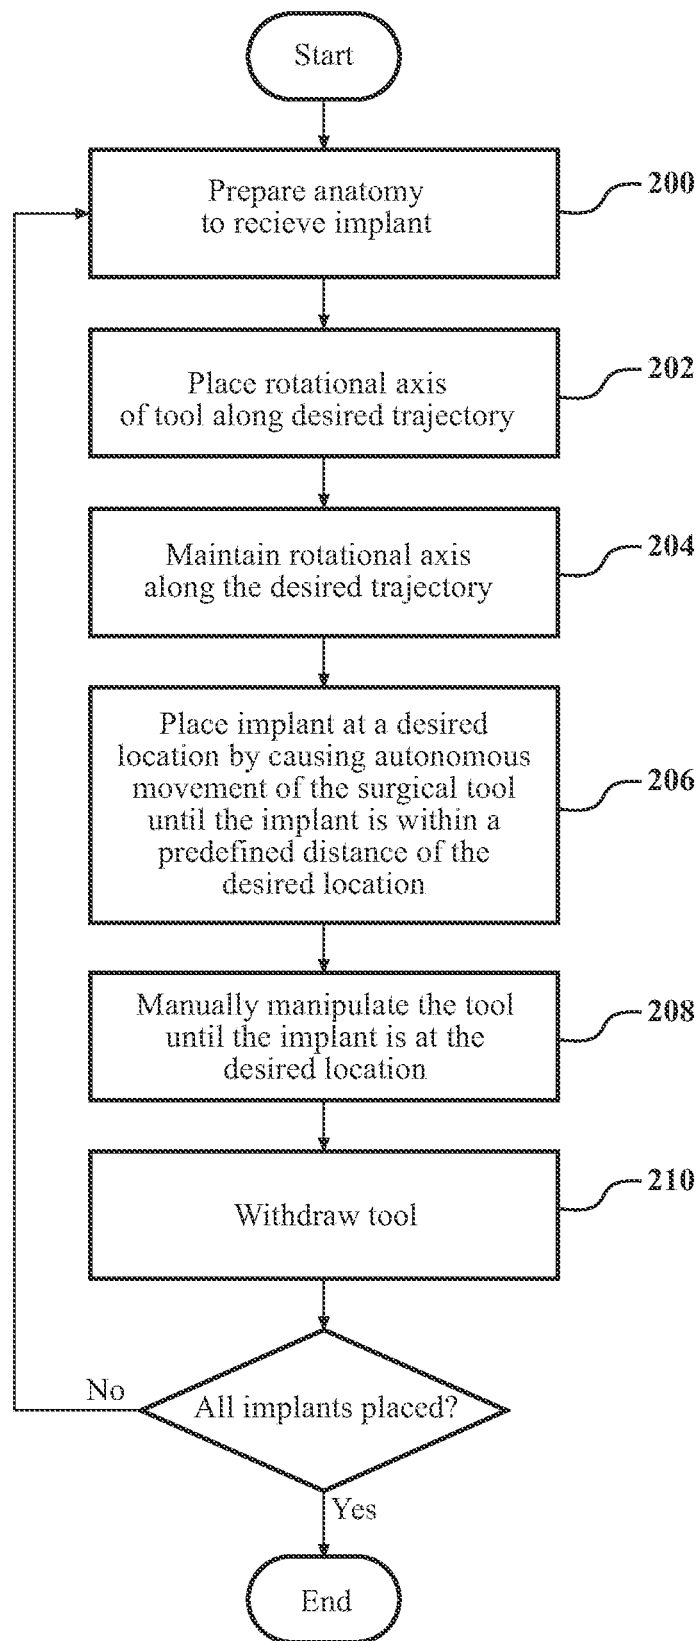 Start
Prepare anatomy
to recieve implant
200
Place rotational axis
of tool along desired trajectory
202
Maintain rotational axis
along the desired trajectory
204
Place implant at a desired
location by causing autonomous
movement of the surgical tool
until the implant is within a
predefined distance of the
desired location
206
Manually manipulate the tool
until the implant is at the
desired location
208
Withdraw tool
210
No
All implants placed?
Yes
End